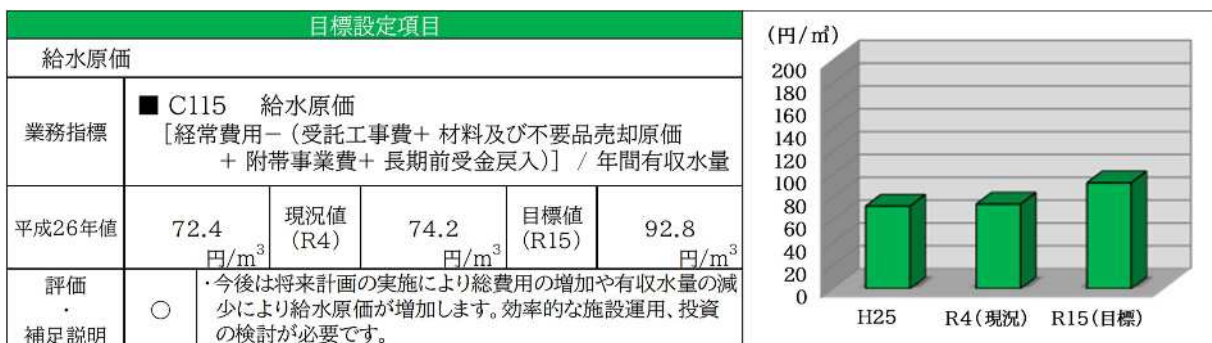 目標設定項目
給水原価
業務指標
■ C115 給水原価
［経常費用－（受託工事費＋ 材料及び不要品売却原価
＋ 附帯事業費＋ 長期前受金戻入）］ / 年間有収水量
平成26年値
72.4
円/m³
現況値
（R4）
74.2
円/m³
目標値
（R15）
92.8
円/m³
評価
・
補足説明
○
・今後は将来計画の実施により総費用の増加や有収水量の減
少により給水原価が増加します。効率的な施設運用、投資
の検討が必要です。
（円/㎥）
200
180
160
140
120
100
80
60
40
20
0
H25 R4（現況） R15（目標）